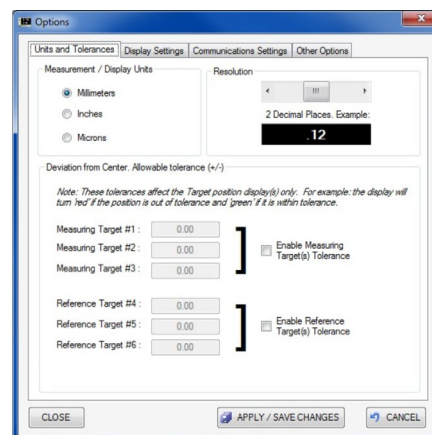 Options
Units and Tolerances Display Settings Communications Settings Other Options
Measurement / Display Units
Millimeters
Inches
Microns
Resolution
2 Decimal Places. Example:
.12
Deviation from Center. Allowable tolerance (+/-)
Note: These tolerances affect the Target position display(s) only. For example: the display will
turn 'red' if the position is out of tolerance and 'green' if it is within tolerance.
Measuring Target #1 : 0.00
Measuring Target #2 : 0.00
Measuring Target #3 : 0.00
Enable Measuring
Target(s) Tolerance
Reference Target #4 : 0.00
Reference Target #5 : 0.00
Reference Target #6 : 0.00
Enable Reference
Target(s) Tolerance
CLOSE APPLY / SAVE CHANGES CANCEL